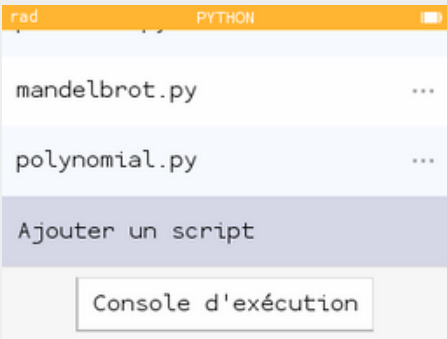 rad PYTHON
mandelbrot.py ...
polynomial.py ...
Ajouter un script
Console d'exécution